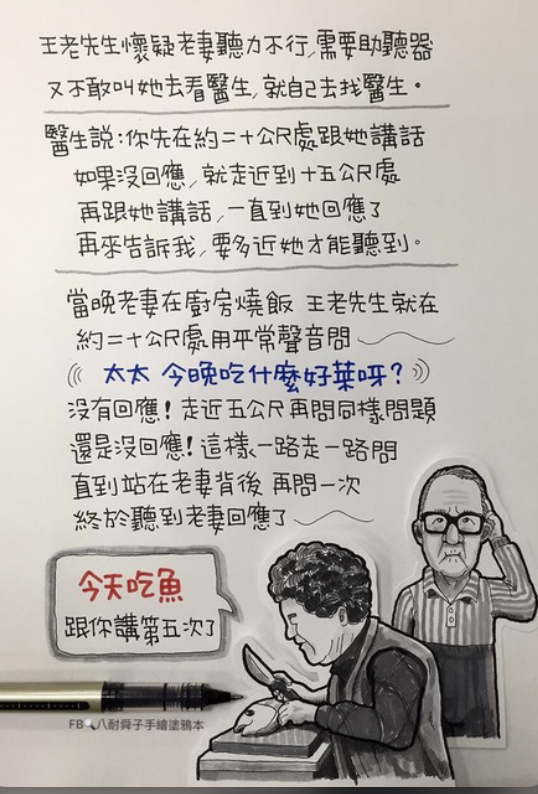 王老先生懷疑老妻聽力不行,需要助聽器
又不敢叫她去看醫生,就自己去找醫生。
醫生說:你先在約二十公尺處跟她講話
如果沒回應,就走近到十五公尺處
再跟她講話,一直到她回應了
再來告訴我,要多近她才能聽到。
當晚老妻在廚房燒飯 王老先生就在
約二十公尺處用平常聲音問
太太 今晚吃什麼好菜呀?
沒有回應!走近五公尺再問同樣問題
還是沒回應!這樣一路走一路問
直到站在老妻背後 再問一次
終於聽到老妻回應了
今天吃魚
跟你講第五次了
FB🔍八耐舜子手繪塗鴉本